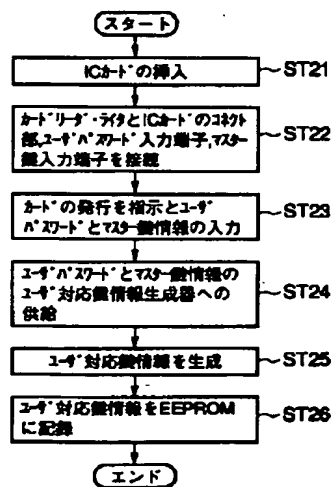 スタート
ICカードの挿入
ST21
カードリーダ・ライタとICカードのコネクト
部,ユーザパスワード入力端子,マスター
鍵入力端子を接続
ST22
カードの発行を指示とユーザ
パスワードとマスター鍵情報の入力
ST23
ユーザパスワードとマスター鍵情報の
ユーザ対応鍵情報生成器への
供給
ST24
ユーザ対応鍵情報を生成
ST25
ユーザ対応鍵情報をEEPROM
に記録
ST26
エンド